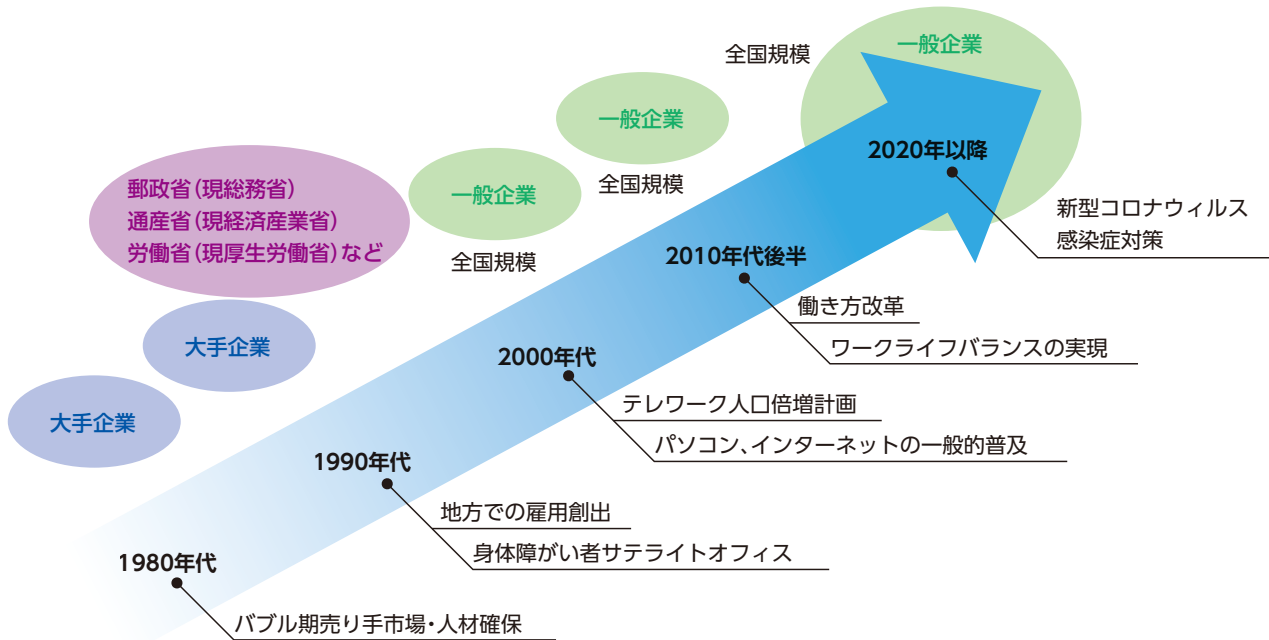 全国規模
一般企業
一般企業
全国規模
一般企業
全国規模
郵政省(現総務省)
通産省(現経済産業省)
労働省(現厚生労働省)など
大手企業
大手企業
2020年以降
新型コロナウィルス
感染症対策
2010年代後半
働き方改革
ワークライフバランスの実現
2000年代
テレワーク人口倍増計画
パソコン、インターネットの一般的普及
1990年代
地方での雇用創出
身体障がい者サテライトオフィス
1980年代
バブル期売り手市場・人材確保